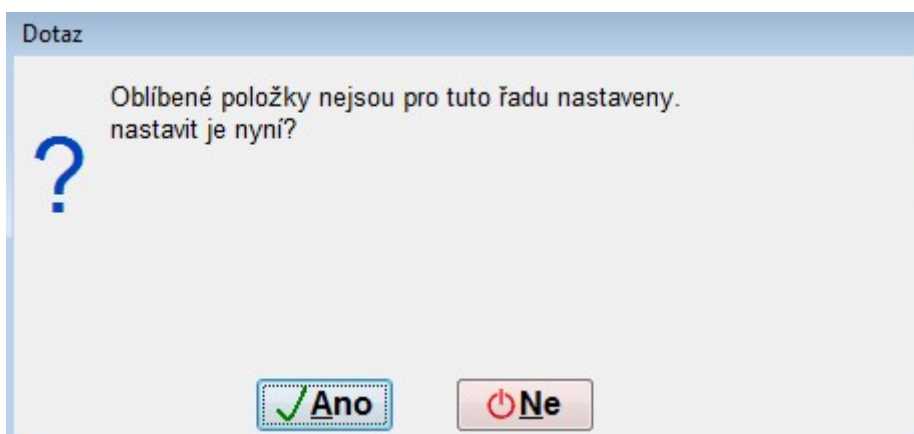 Dotaz
Oblíbené položky nejsou pro tuto řadu nastaveny.
nastavit je nyní?
?
Ano
Ne